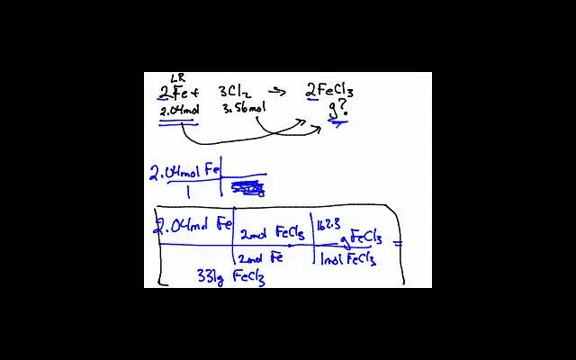 LR
2Fe + 3Cl2 → 2FeCl3
2.04mol 3.56mol g?
2.04mol Fe
1
2.04mol Fe 2mol FeCl3 162.3 g FeCl3 =
2mol Fe 1mol FeCl3
331g FeCl3